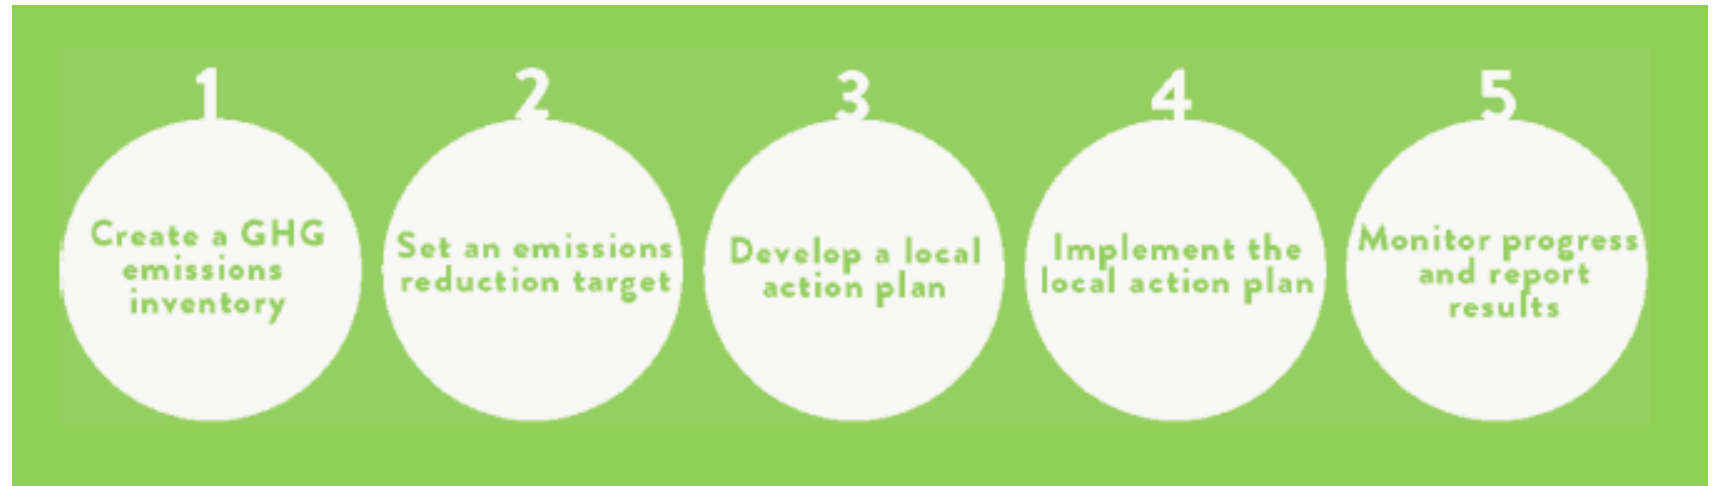 1
Create a GHG
emissions
inventory
2
Set an emissions
reduction target
3
Develop a local
action plan
4
Implement the
local action plan
5
Monitor progress
and report
results